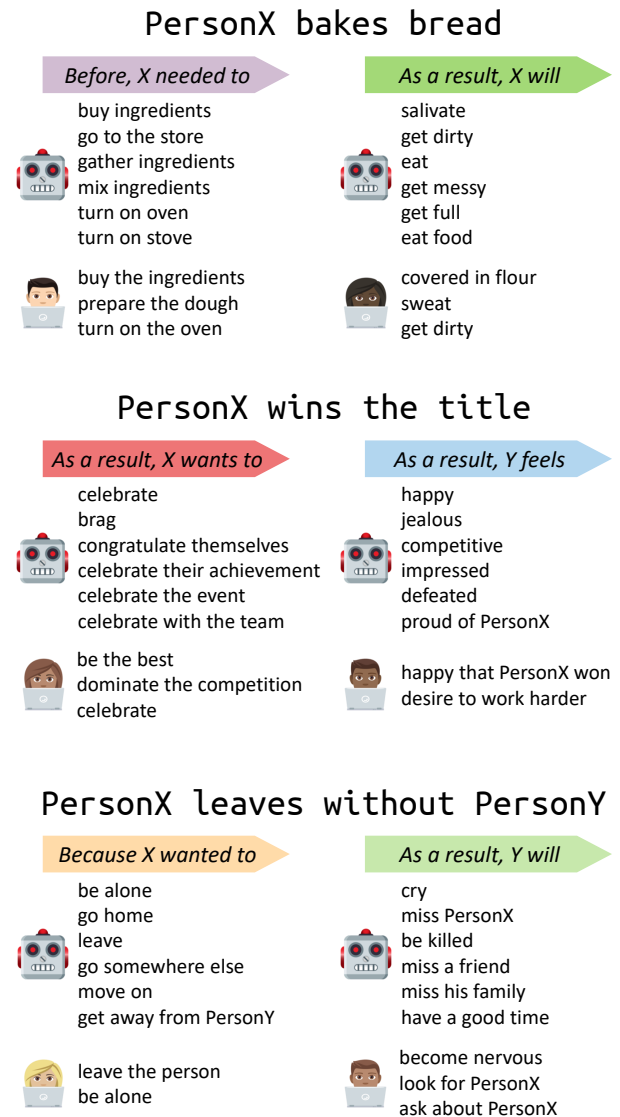 PersonX bakes bread
Before, X needed to
buy ingredients
go to the store
gather ingredients
mix ingredients
turn on oven
turn on stove
buy the ingredients
prepare the dough
turn on the oven
As a result, X will
salivate
get dirty
eat
get messy
get full
eat food
covered in flour
sweat
get dirty
PersonX wins the title
As a result, X wants to
celebrate
brag
congratulate themselves
celebrate their achievement
celebrate the event
celebrate with the team
be the best
dominate the competition
celebrate
As a result, Y feels
happy
jealous
competitive
impressed
defeated
proud of PersonX
happy that PersonX won
desire to work harder
PersonX leaves without PersonY
Because X wanted to
be alone
go home
leave
go somewhere else
move on
get away from PersonY
leave the person
be alone
As a result, Y will
cry
miss PersonX
be killed
miss a friend
miss his family
have a good time
become nervous
look for PersonX
ask about PersonX